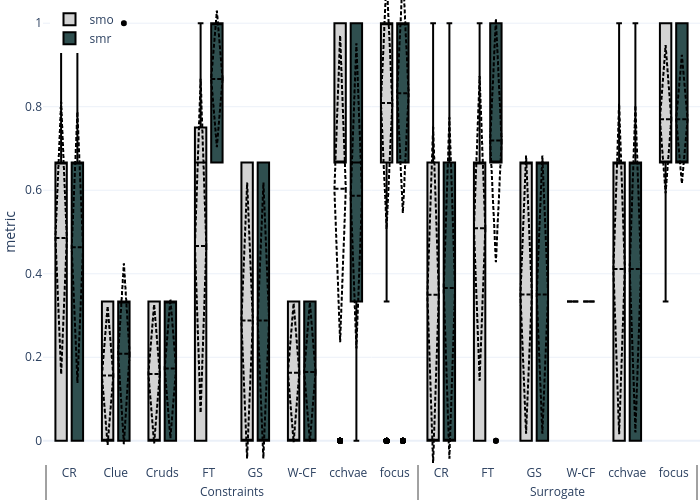 smo
smr
1
0.8
0.6
0.4
0.2
0
metric
CR Clue Cruds FT GS W-CF cchvae focus CR FT GS W-CF cchvae focus
Constraints Surrogate